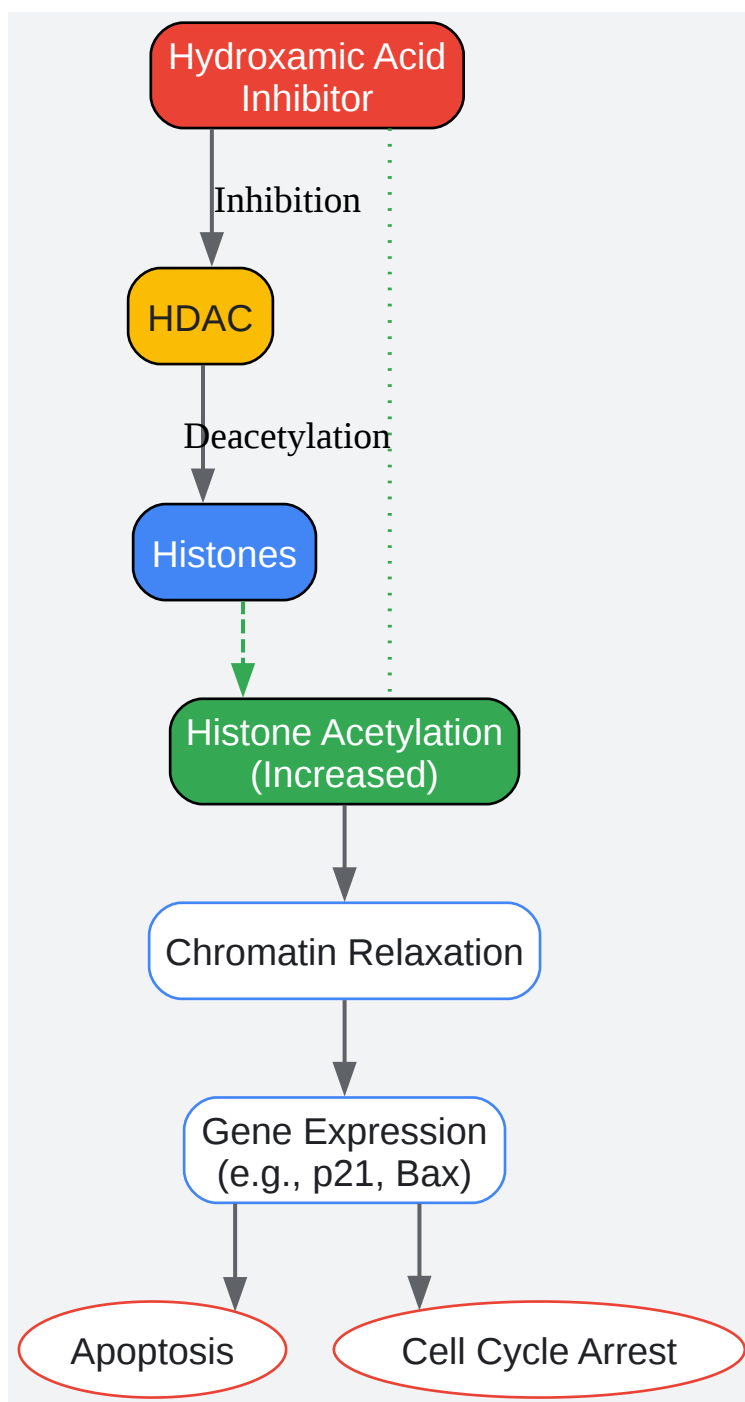 Hydroxamic Acid
Inhibitor
Inhibition
HDAC
Deacetylation
Histones
Histone Acetylation
(Increased)
Chromatin Relaxation
Gene Expression
(e.g., p21, Bax)
Apoptosis
Cell Cycle Arrest